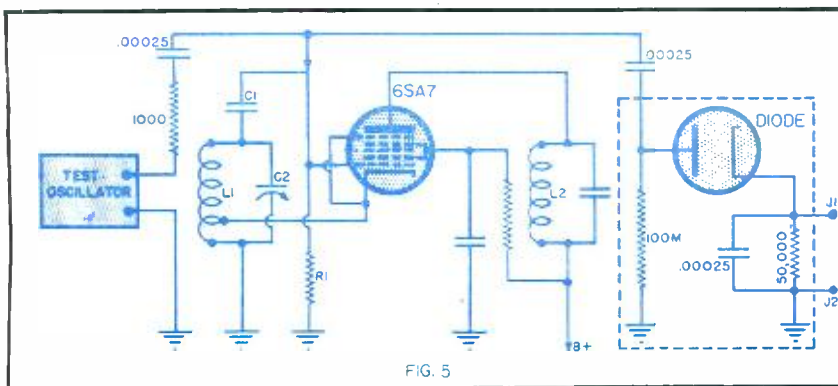 .00025
.00025
C1
6SA7
1000
DIODE
TEST
OSCILLATOR
L1
C2
L2
J1
R1
100M
.00025
50,000
J2
B+
FIG. 5